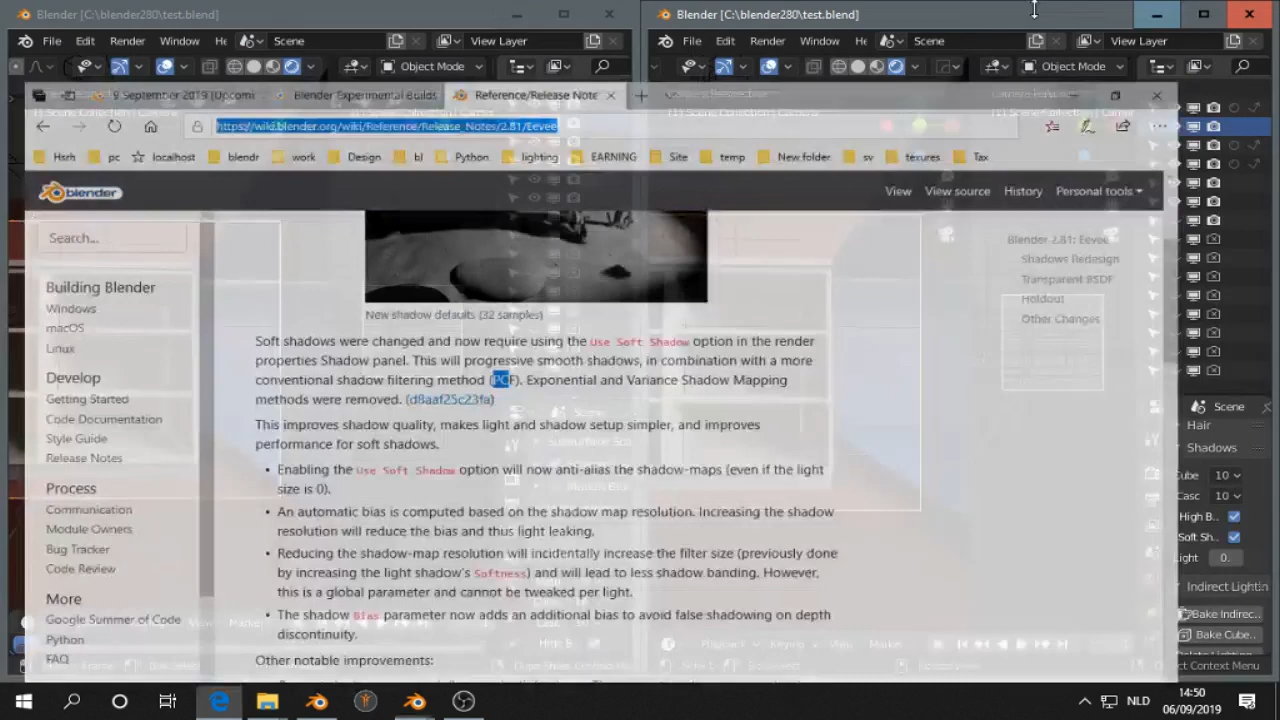 Blender [C:\blender280\test.blend]
Blender [C:\blender280\test.blend]
File Edit Render Window He Scene View Layer
File Edit Render Window He Scene View Layer
Object Mode
Object Mode
9 September 2019 (Upcomi
Blender Experimental Builds
Reference/Release Note
https://wiki.blender.org/wiki/Reference/Release_Notes/2.81/Eevee
Hsrh pc localhost blendr work Design bl Python lighting EARNING Site temp New folder sv texures Tax
blender
View View source History Personal tools
Search...
Building Blender
Windows
macOS
Linux
Develop
Getting Started
Code Documentation
Style Guide
Release Notes
Process
Communication
Module Owners
Bug Tracker
Code Review
More
Google Summer of Code
Python
FAQ
New shadow defaults (32 samples)
Soft shadows were changed and now require using the Use Soft Shadow option in the render
properties Shadow panel. This will progressive smooth shadows, in combination with a more
conventional shadow filtering method (PCF). Exponential and Variance Shadow Mapping
methods were removed. (d8aaf25c23fa)
This improves shadow quality, makes light and shadow setup simpler, and improves
performance for soft shadows.
• Enabling the Use Soft Shadow option will now anti-alias the shadow-maps (even if the light
size is 0).
• An automatic bias is computed based on the shadow map resolution. Increasing the shadow
resolution will reduce the bias and thus light leaking.
• Reducing the shadow-map resolution will incidentally increase the filter size (previously done
by increasing the light shadow's Softness) and will lead to less shadow banding. However,
this is a global parameter and cannot be tweaked per light.
• The shadow Bias parameter now adds an additional bias to avoid false shadowing on depth
discontinuity.
Other notable improvements:
Blender 2.81: Eevee
Shadows Redesign
Transparent BSDF
Holdout
Other Changes
Scene
Hair
Shadows
Cube 10
Casc 10
High B..
Soft Sh..
Light 0.
Indirect Lightin
Bake Indirec..
Bake Cube..
Object Context Menu
NLD
14:50
06/09/2019